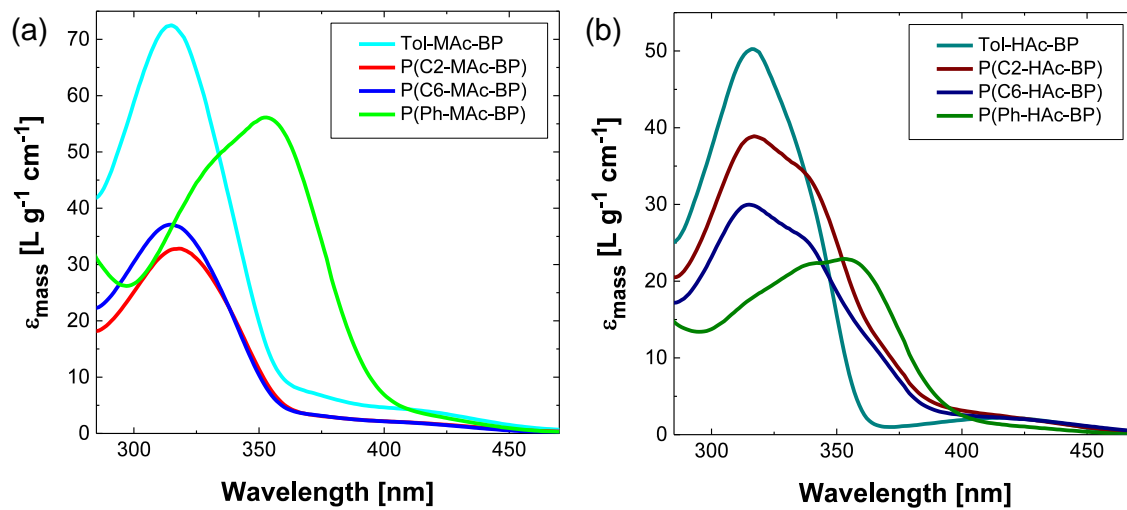 (a)
Tol-MAc-BP
P(C2-MAc-BP)
P(C6-MAc-BP)
P(Ph-MAc-BP)
70
60
50
40
30
20
10
0
εmass [L g⁻¹ cm⁻¹]
300 350 400 450
Wavelength [nm]
(b)
Tol-HAc-BP
P(C2-HAc-BP)
P(C6-HAc-BP)
P(Ph-HAc-BP)
50
40
30
20
10
0
εmass [L g⁻¹ cm⁻¹]
300 350 400 450
Wavelength [nm]